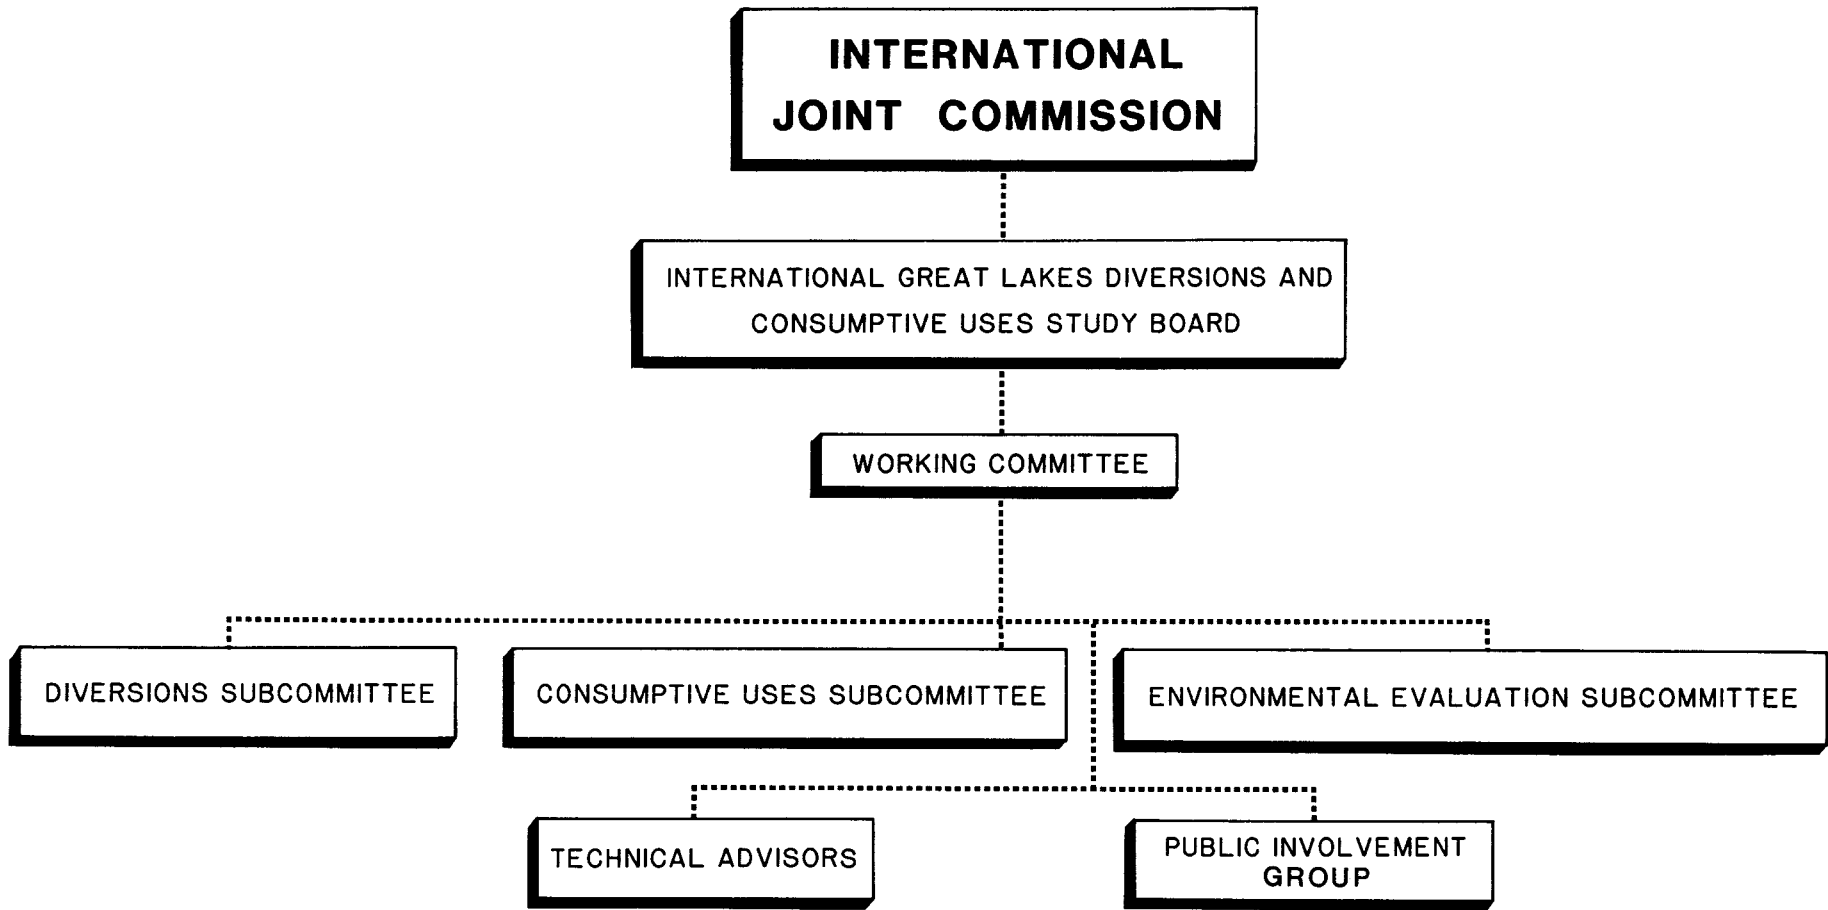 INTERNATIONAL
JOINT COMMISSION
INTERNATIONAL GREAT LAKES DIVERSIONS AND
CONSUMPTIVE USES STUDY BOARD
WORKING COMMITTEE
DIVERSIONS SUBCOMMITTEE
CONSUMPTIVE USES SUBCOMMITTEE
ENVIRONMENTAL EVALUATION SUBCOMMITTEE
TECHNICAL ADVISORS
PUBLIC INVOLVEMENT
GROUP